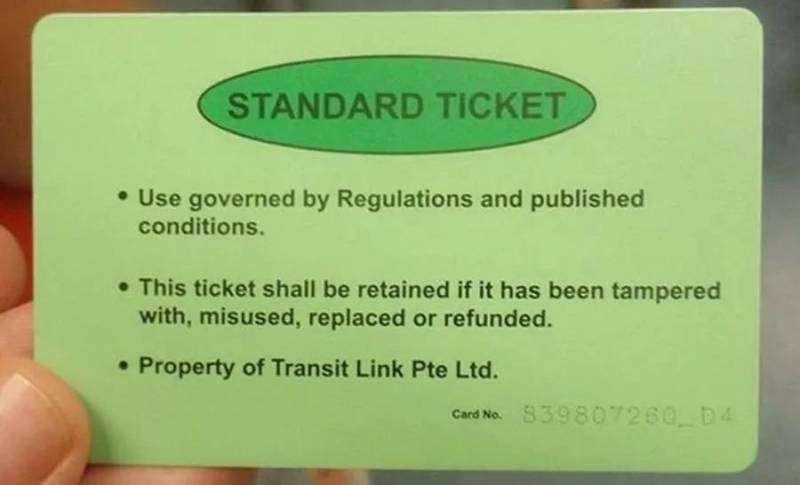 STANDARD TICKET
• Use governed by Regulations and published
conditions.
• This ticket shall be retained if it has been tampered
with, misused, replaced or refunded.
• Property of Transit Link Pte Ltd.
Card No. 839807260_D4